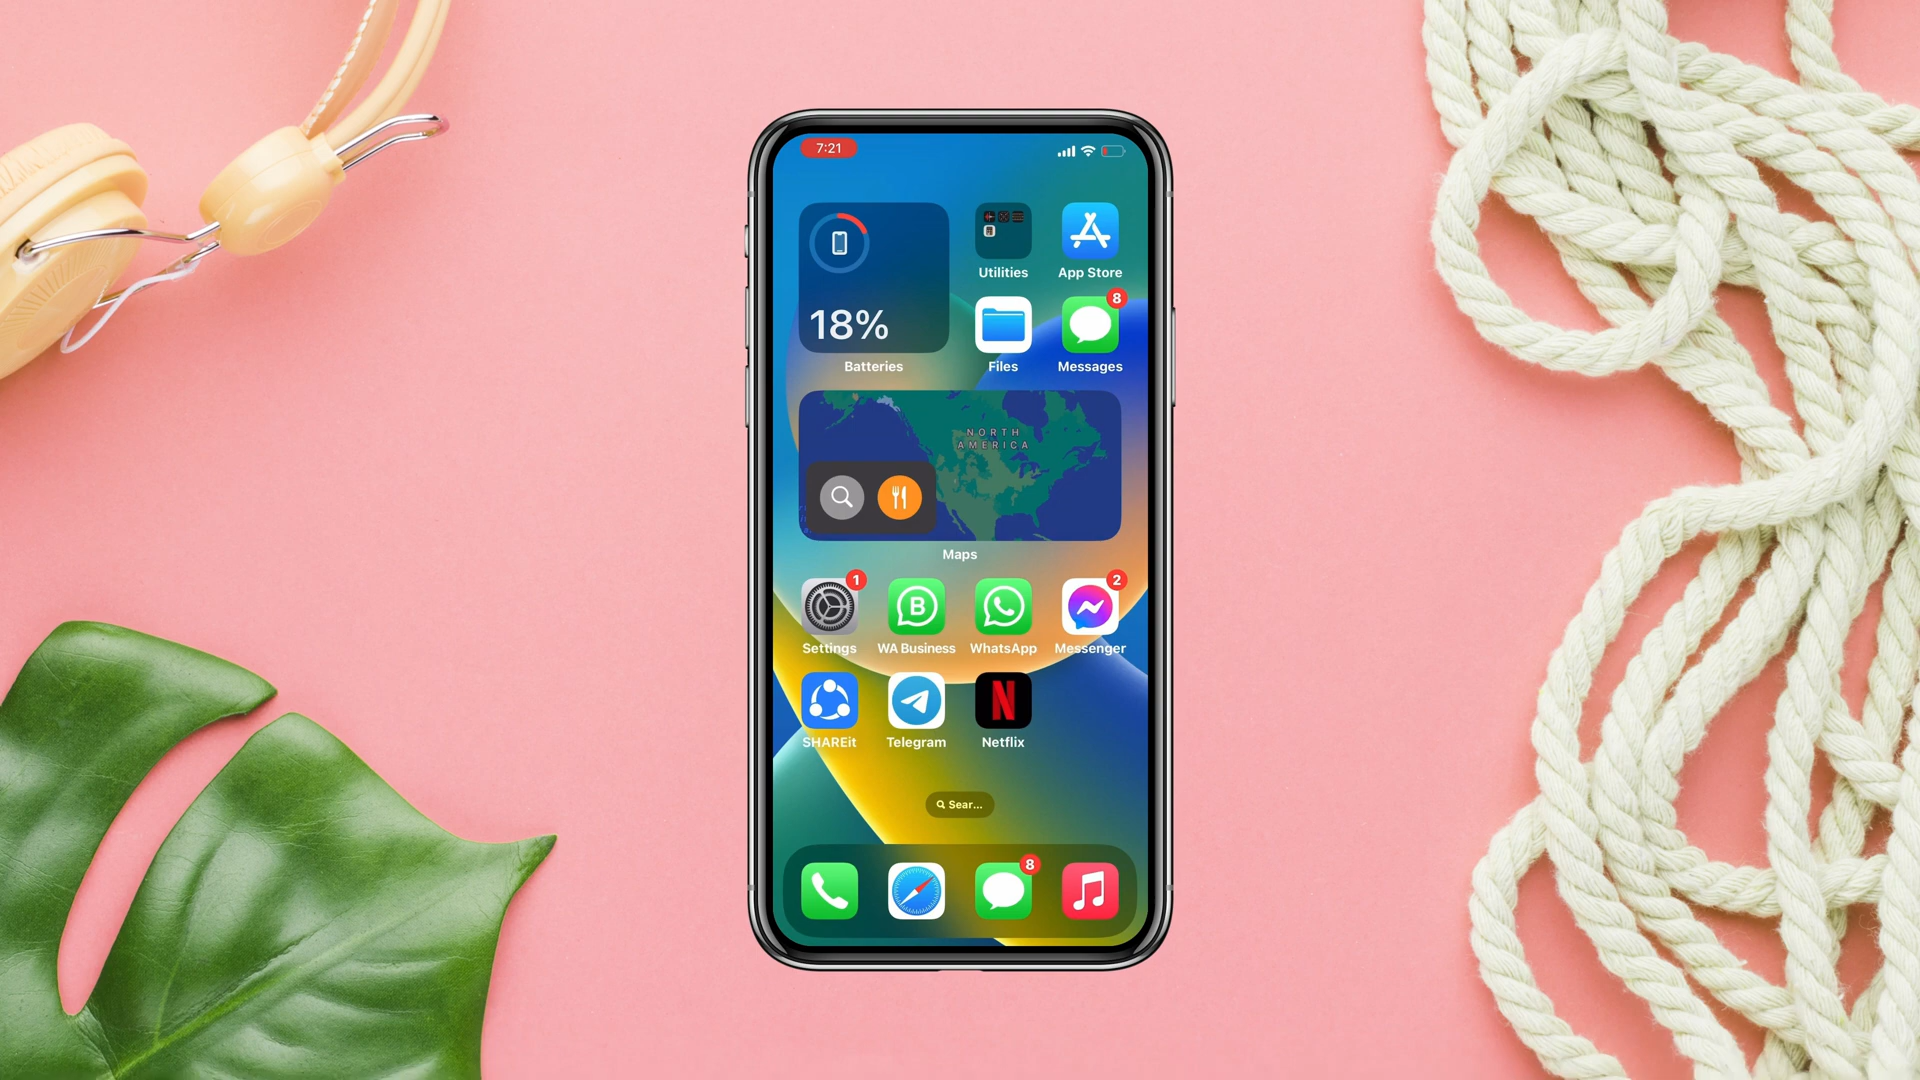 7:21
18%
Batteries
Utilities
App Store
8
Files
Messages
NORTH
AMERICA
Maps
1
2
Settings
B
WA Business
WhatsApp
Messenger
SHAREit
Telegram
N
Netflix
Sear...
8